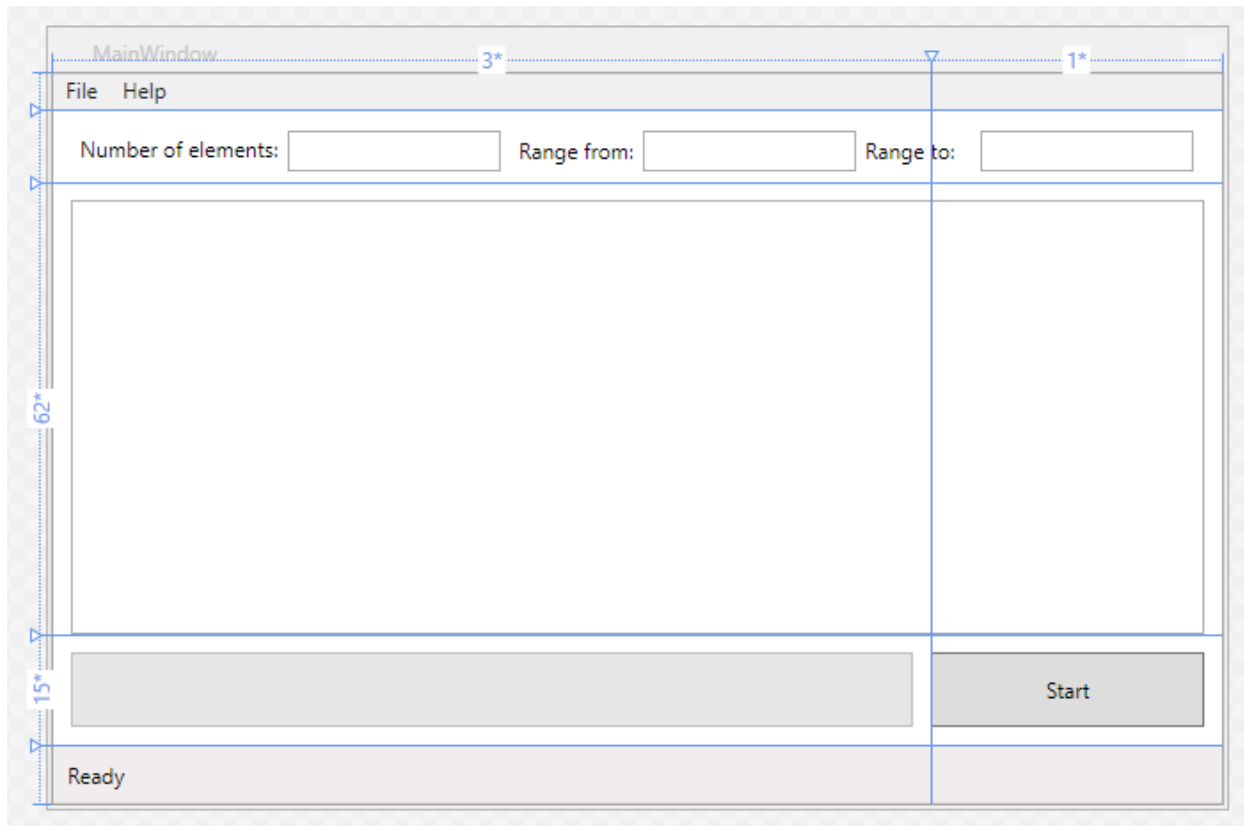 MainWindow
3* 1*
File Help
Number of elements: Range from: Range to:
62*
15*
Start
Ready